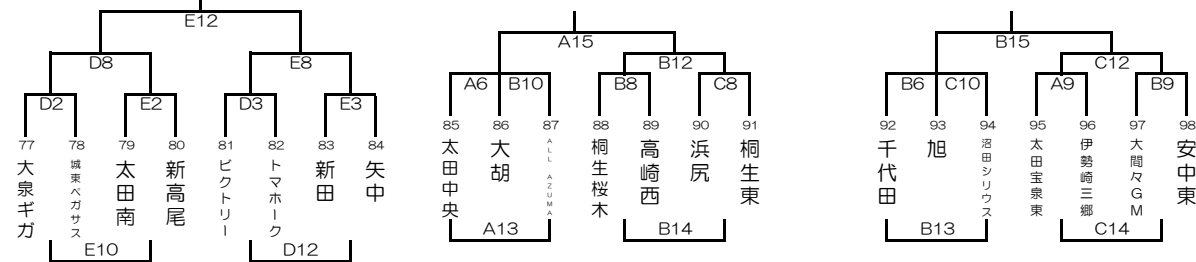 E12
D8
E8
D2
E2
D3
E3
77
78
79
80
81
82
83
84
大泉ギガ
城東ペガサス
太田南
新高尾
ビクトリー
トマホーク
新田
矢中
E10
D12
A15
B12
A6
B10
B8
C8
85
86
87
88
89
90
91
太田中央
大胡
ALL AZUMA
桐生桜木
高崎西
浜尻
桐生東
A13
B14
B15
C12
B6
C10
A9
B9
92
93
94
95
96
97
98
千代田
旭
沼田シリウス
太田宝泉東
伊勢崎三郷
大間々GM
安中東
B13
C14